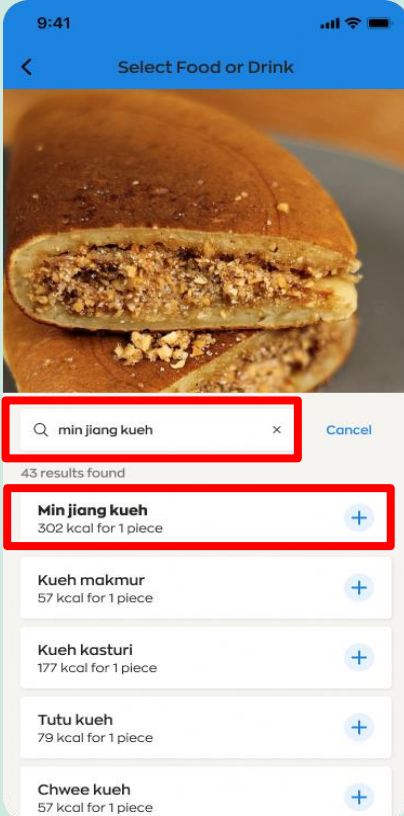 9:41
Select Food or Drink
min jiang kueh
Cancel
43 results found
Min jiang kueh
302 kcal for 1 piece
Kueh makmur
57 kcal for 1 piece
Kueh kasturi
177 kcal for 1 piece
Tutu kueh
79 kcal for 1 piece
Chwee kueh
57 kcal for 1 piece